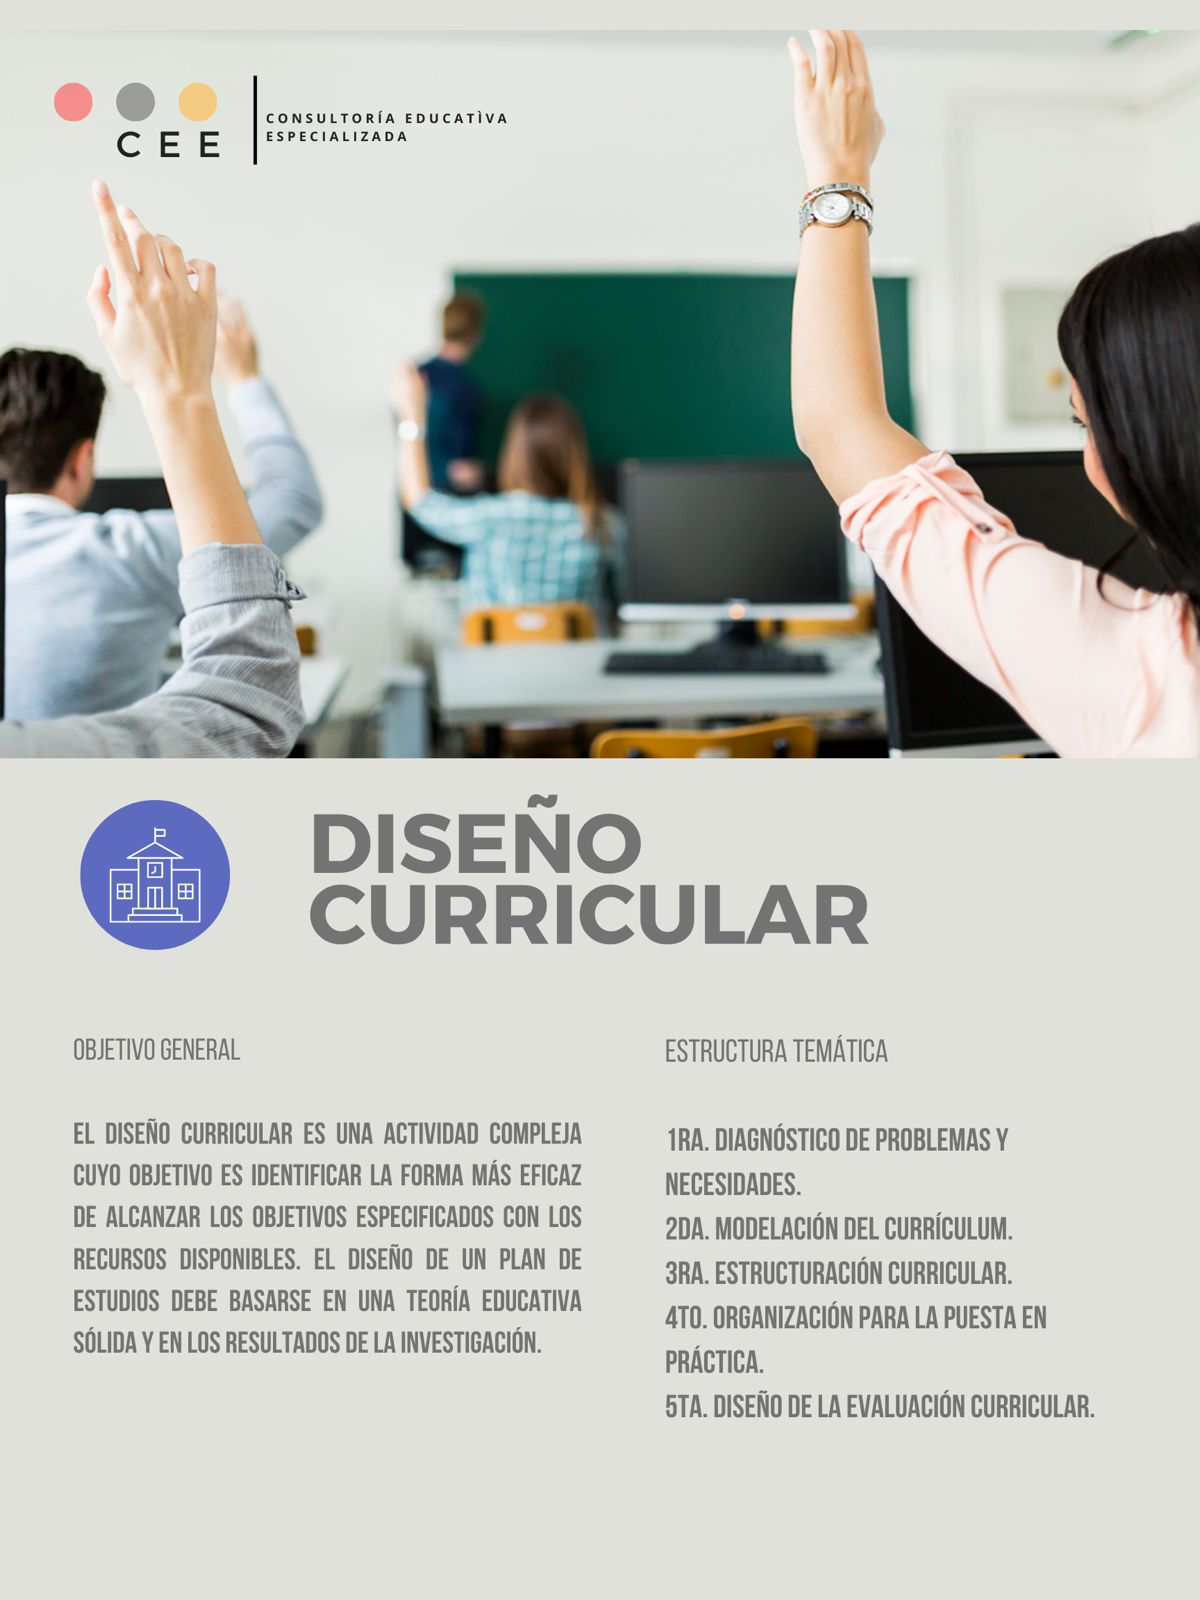 CEE
CONSULTORÍA EDUCATÌVA
ESPECIALIZADA
DISEÑO
CURRICULAR
OBJETIVO GENERAL
EL DISEÑO CURRICULAR ES UNA ACTIVIDAD COMPLEJA
CUYO OBJETIVO ES IDENTIFICAR LA FORMA MÁS EFICAZ
DE ALCANZAR LOS OBJETIVOS ESPECIFICADOS CON LOS
RECURSOS DISPONIBLES. EL DISEÑO DE UN PLAN DE
ESTUDIOS DEBE BASARSE EN UNA TEORÍA EDUCATIVA
SÓLIDA Y EN LOS RESULTADOS DE LA INVESTIGACIÓN.
ESTRUCTURA TEMÁTICA
1RA. DIAGNÓSTICO DE PROBLEMAS Y
NECESIDADES.
2DA. MODELACIÓN DEL CURRÍCULUM.
3RA. ESTRUCTURACIÓN CURRICULAR.
4TO. ORGANIZACIÓN PARA LA PUESTA EN
PRÁCTICA.
5TA. DISEÑO DE LA EVALUACIÓN CURRICULAR.